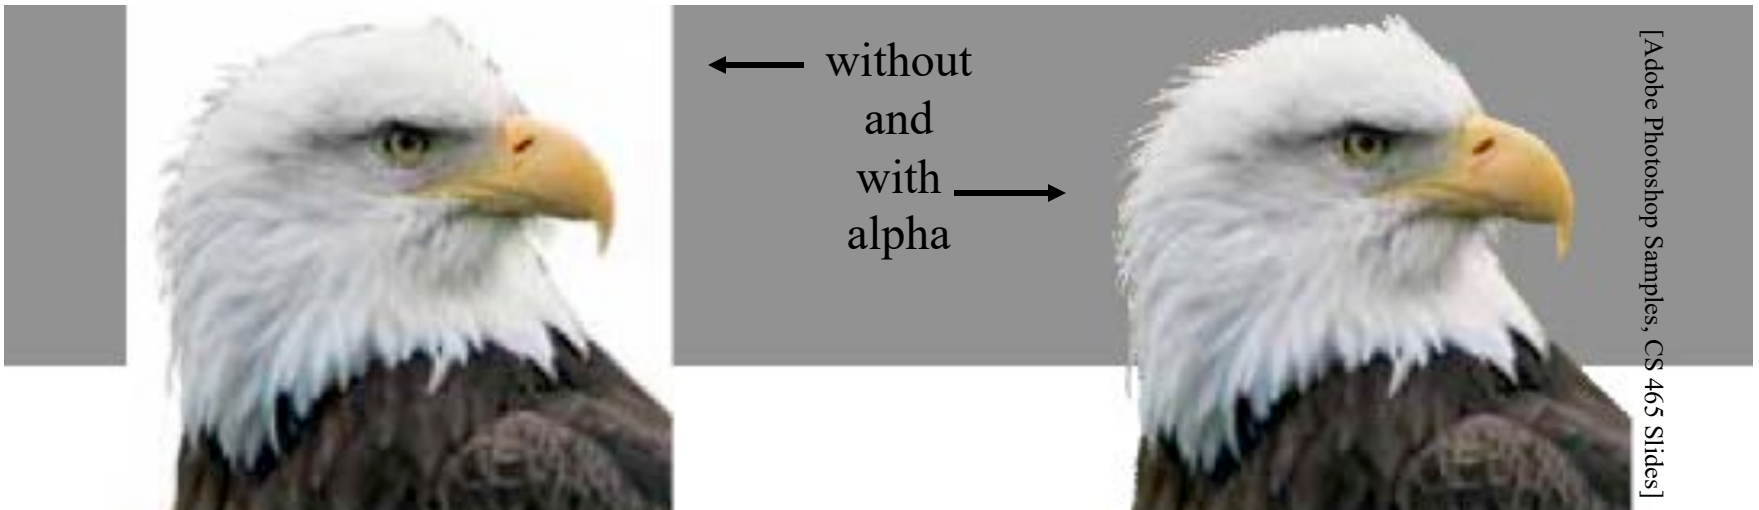 without
and
with
alpha
[Adobe Photoshop Samples, CS 465 Slides]